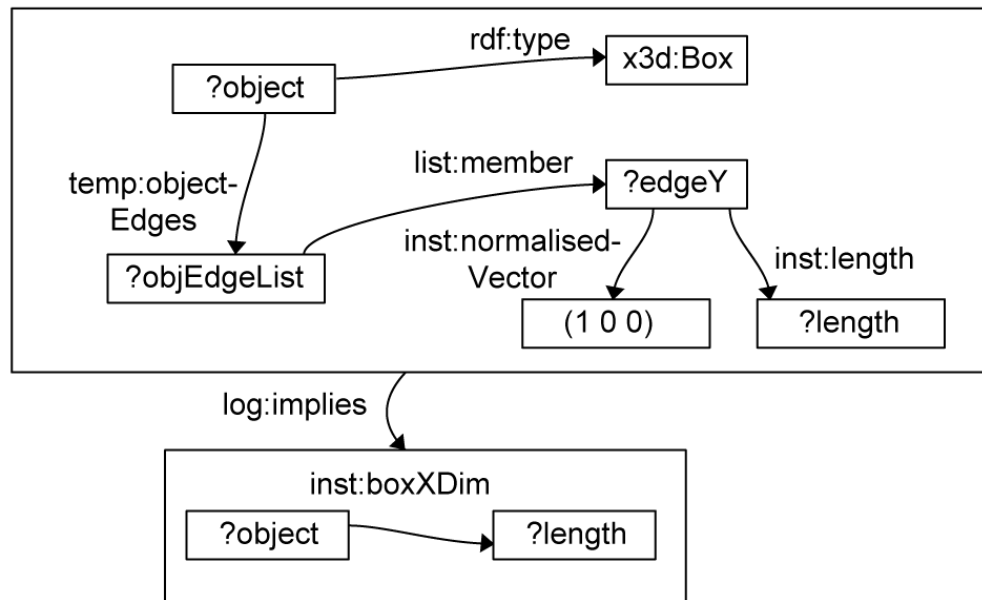 rdf:type
x3d:Box
?object
list:member
?edgeY
temp:object-
Edges
inst:normalised-
Vector
inst:length
?objEdgeList
(1 0 0)
?length
log:implies
inst:boxXDim
?object
?length